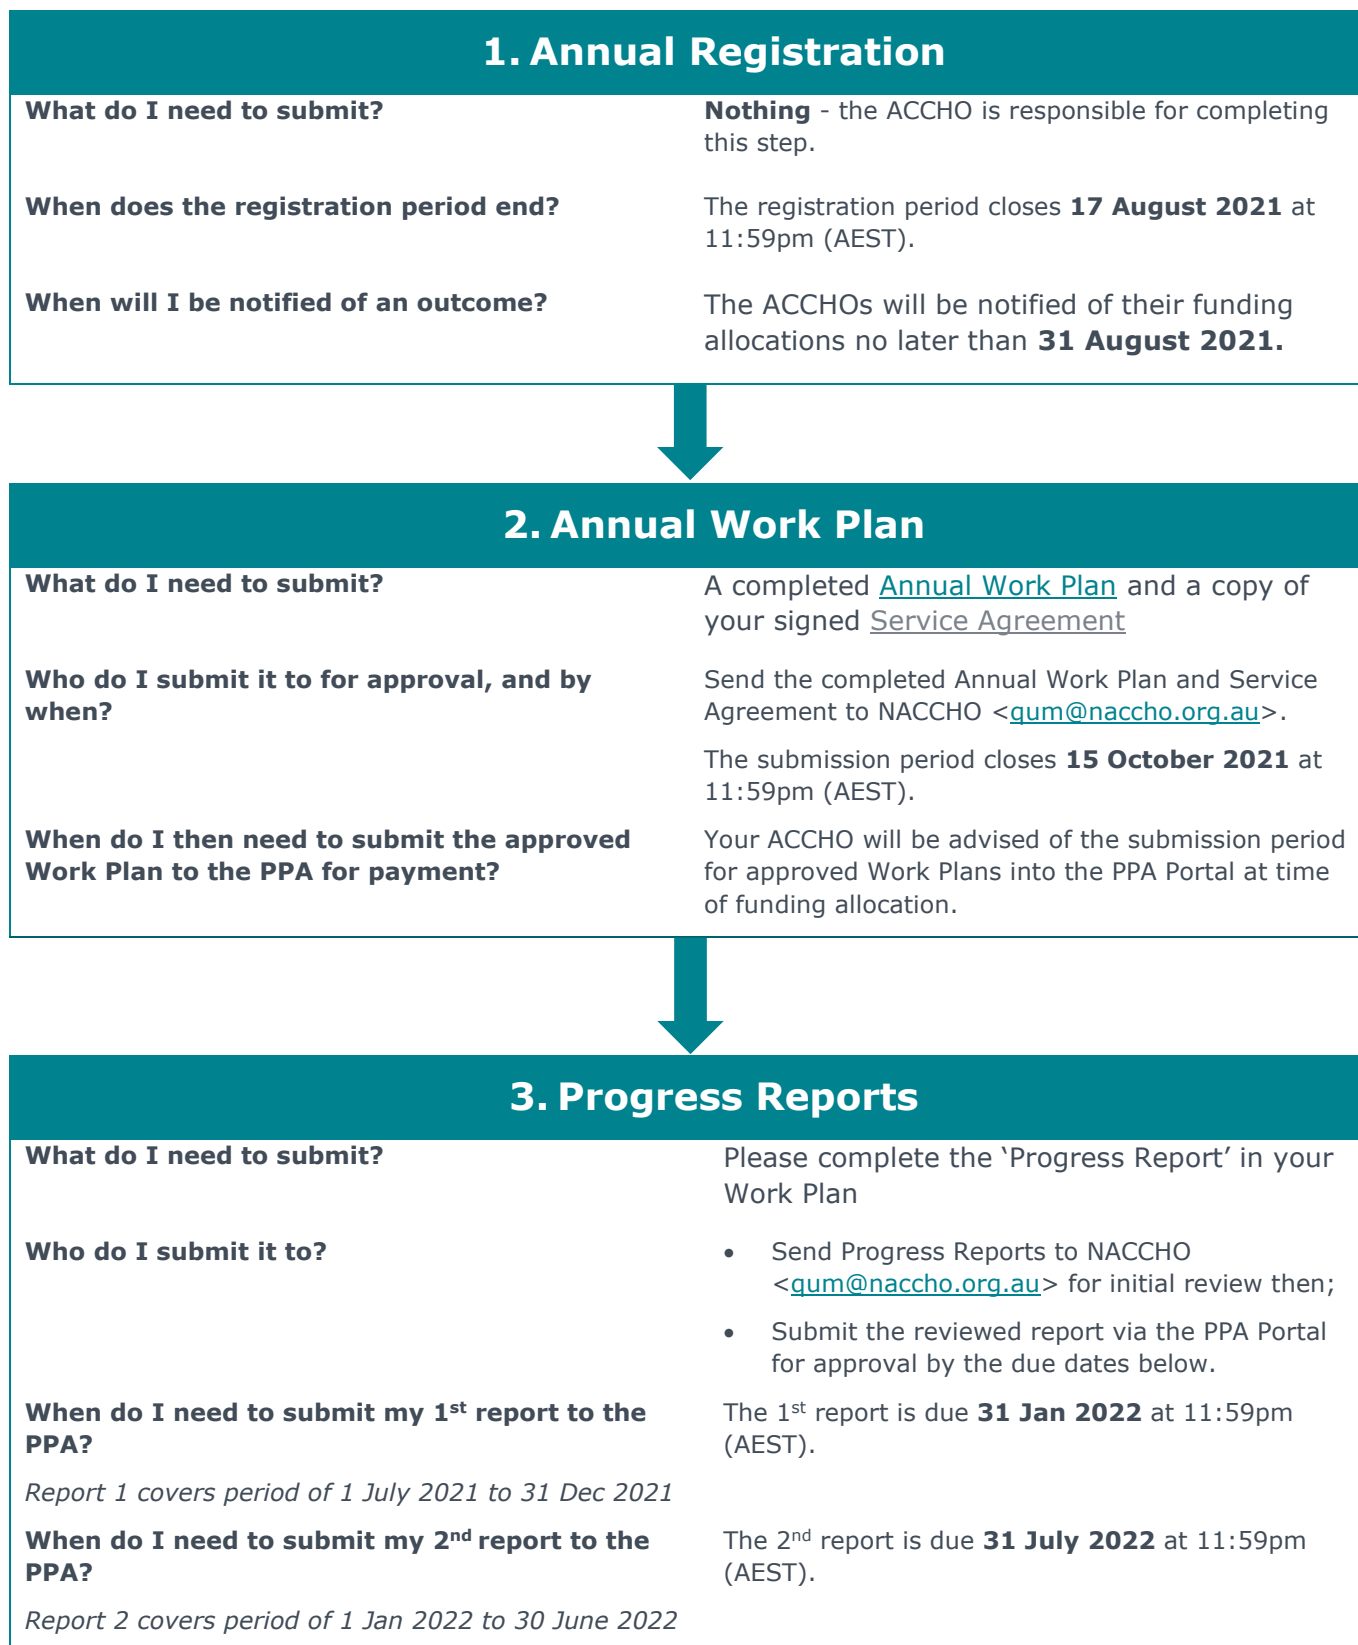 1. Annual Registration
What do I need to submit?
Nothing - the ACCHO is responsible for completing
this step.
When does the registration period end?
The registration period closes 17 August 2021 at
11:59pm (AEST).
When will I be notified of an outcome?
The ACCHOs will be notified of their funding
allocations no later than 31 August 2021.
2. Annual Work Plan
What do I need to submit?
A completed Annual Work Plan and a copy of
your signed Service Agreement
Who do I submit it to for approval, and by
when?
Send the completed Annual Work Plan and Service
Agreement to NACCHO <qum@naccho.org.au>.
The submission period closes 15 October 2021 at
11:59pm (AEST).
When do I then need to submit the approved
Work Plan to the PPA for payment?
Your ACCHO will be advised of the submission period
for approved Work Plans into the PPA Portal at time
of funding allocation.
3. Progress Reports
What do I need to submit?
Please complete the ‘Progress Report’ in your
Work Plan
Who do I submit it to?
• Send Progress Reports to NACCHO
<qum@naccho.org.au> for initial review then;
• Submit the reviewed report via the PPA Portal
for approval by the due dates below.
When do I need to submit my 1st report to the
PPA?
Report 1 covers period of 1 July 2021 to 31 Dec 2021
The 1st report is due 31 Jan 2022 at 11:59pm
(AEST).
When do I need to submit my 2nd report to the
PPA?
Report 2 covers period of 1 Jan 2022 to 30 June 2022
The 2nd report is due 31 July 2022 at 11:59pm
(AEST).